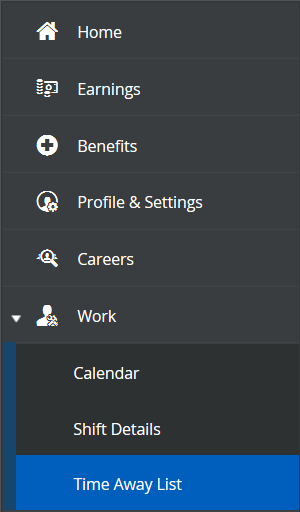 Home
Earnings
Benefits
Profile & Settings
Careers
Work
Calendar
Shift Details
Time Away List